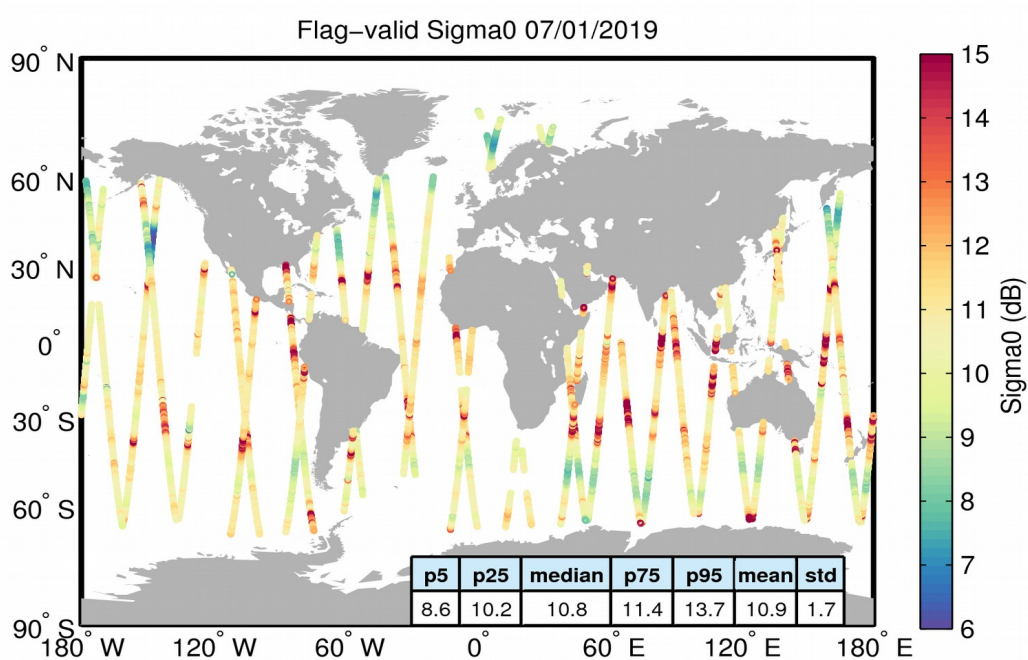 Flag−valid Sigma0 07/01/2019
90° N
60° N
30° N
0°
30° S
60° S
90° S
180° W
120° W
60° W
0°
60° E
120° E
180° E
p5 p25 median p75 p95 mean std
8.6 10.2 10.8 11.4 13.7 10.9 1.7
15
14
13
12
11
10
9
8
7
6
Sigma0 (dB)